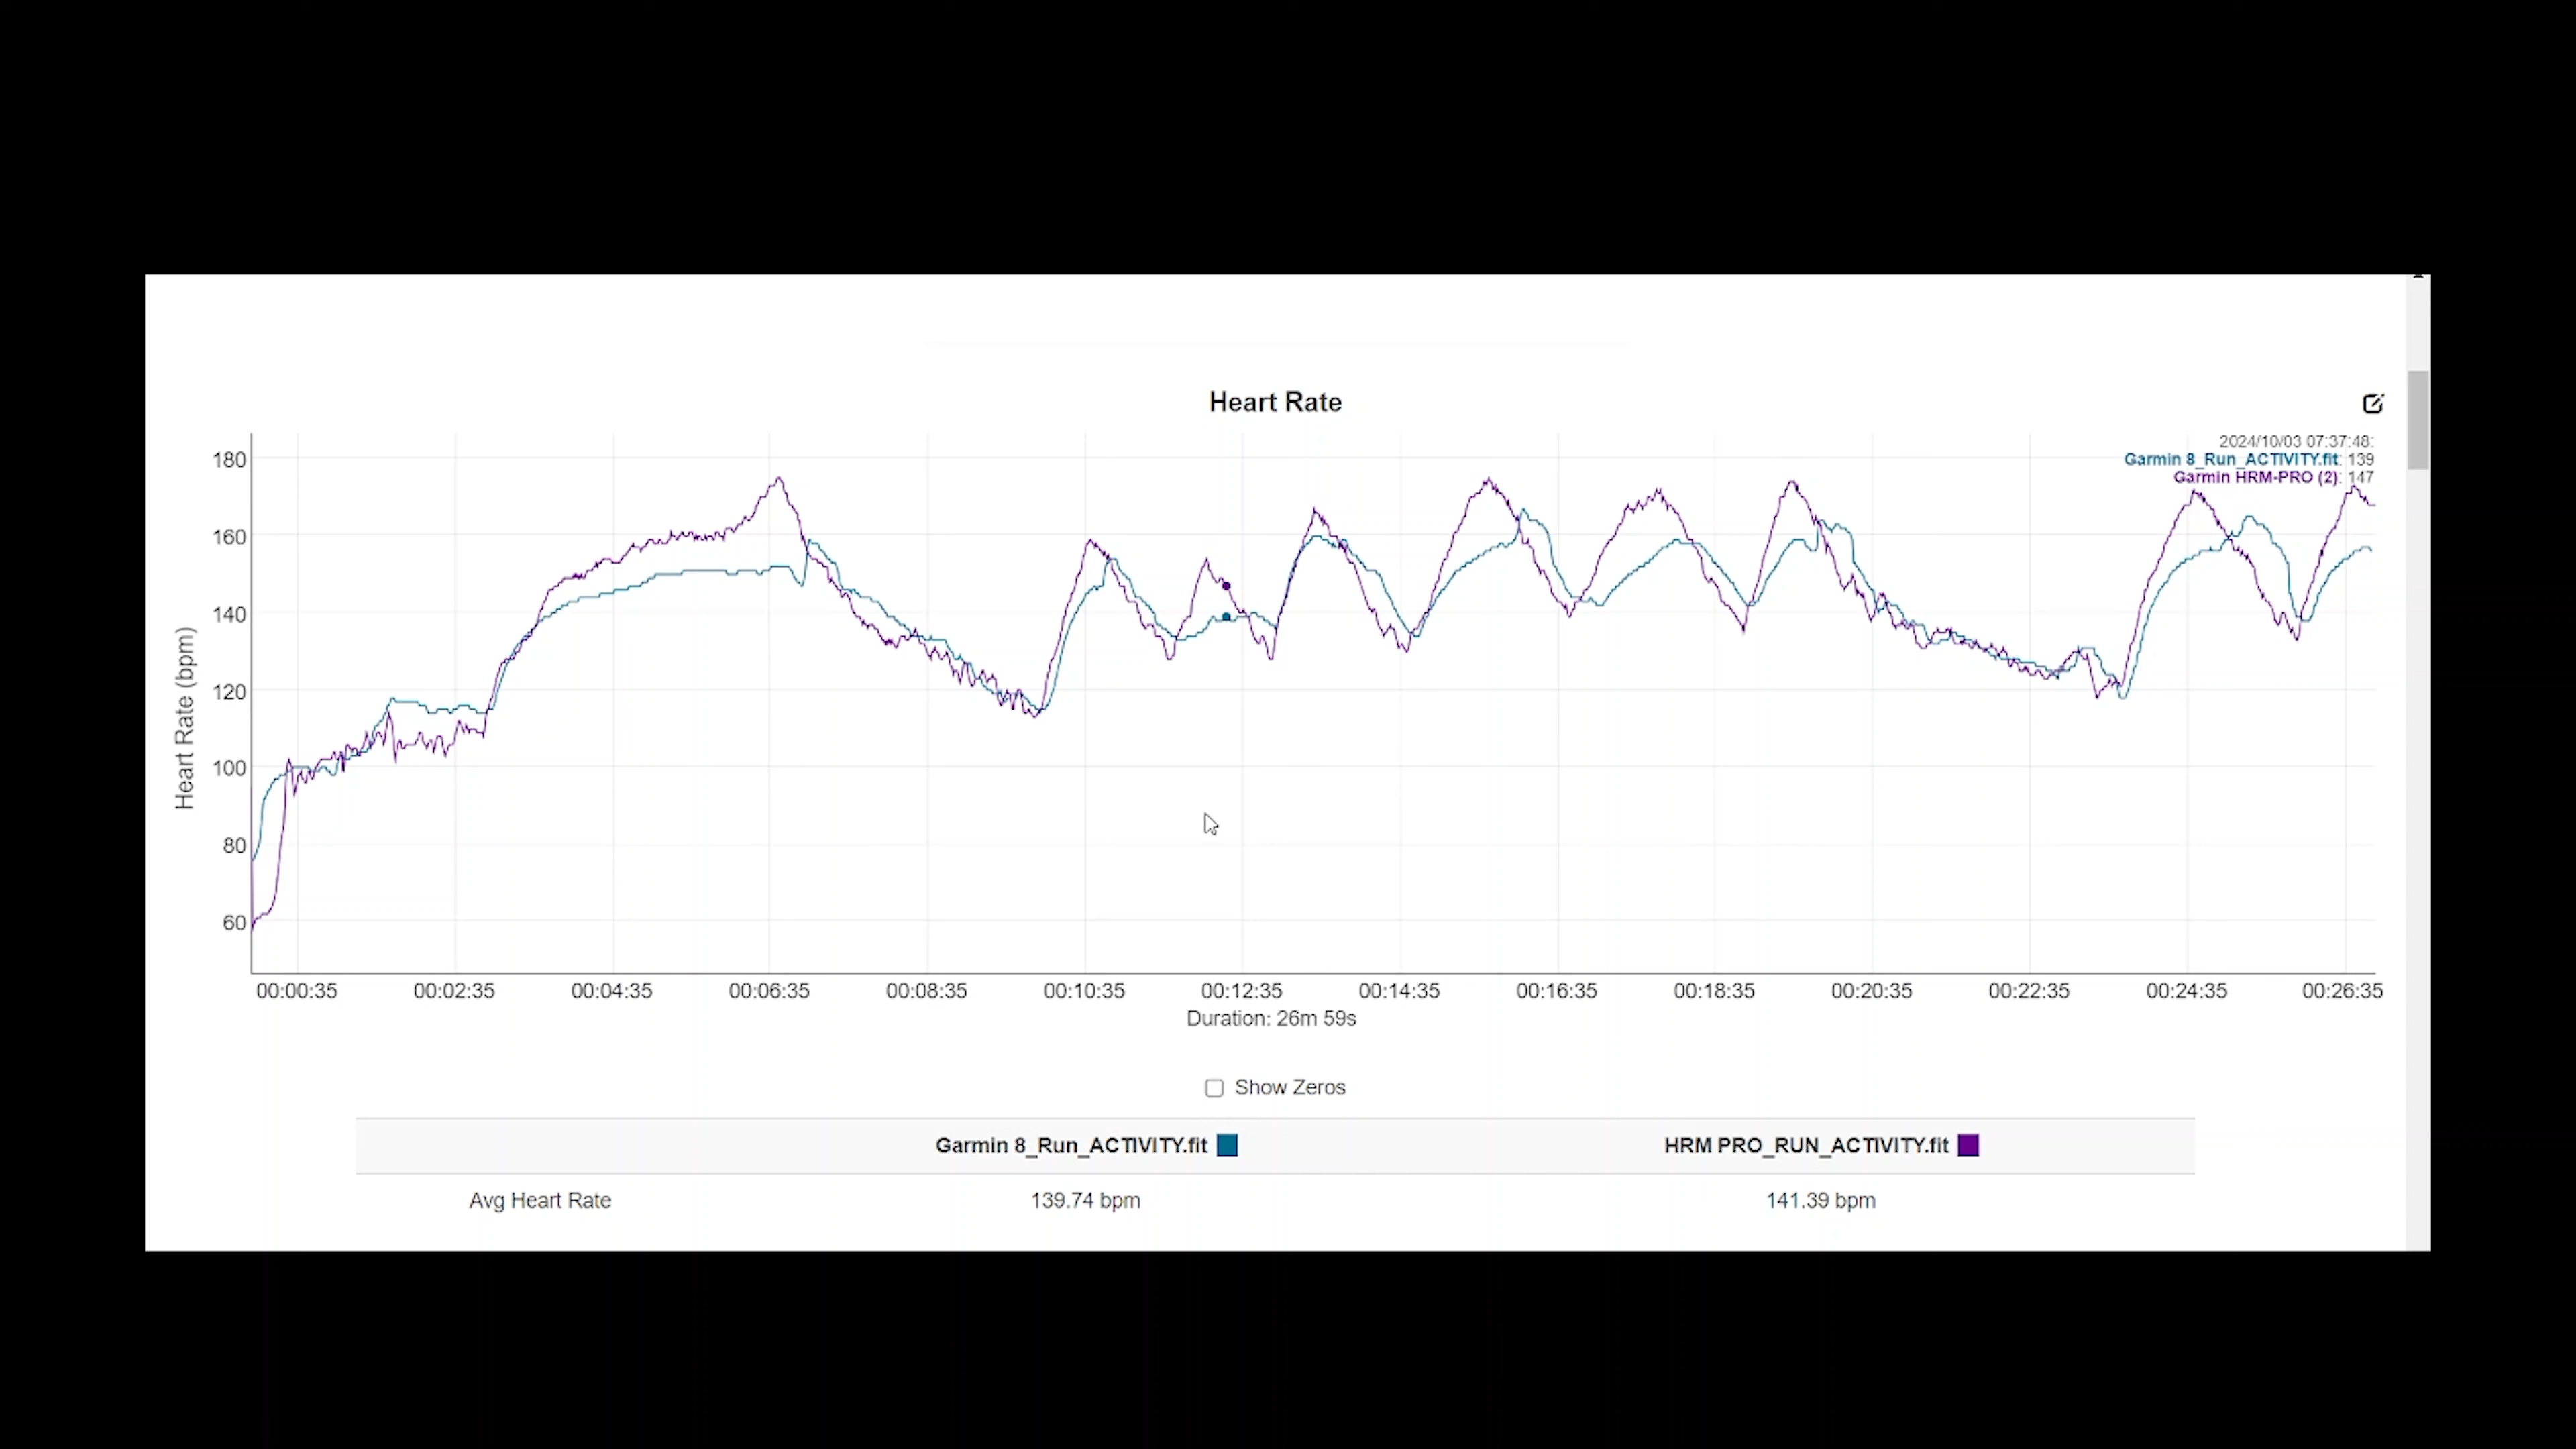 Heart Rate
2024/10/03 07:37:48:
Garmin 8_Run_ACTIVITY.fit: 139
Garmin HRM-PRO (2): 147
Heart Rate (bpm)
180
160
140
120
100
80
60
00:00:35 00:02:35 00:04:35 00:06:35 00:08:35 00:10:35 00:12:35 00:14:35 00:16:35 00:18:35 00:20:35 00:22:35 00:24:35 00:26:35
Duration: 26m 59s
Show Zeros
Garmin 8_Run_ACTIVITY.fit HRM PRO_RUN_ACTIVITY.fit
Avg Heart Rate 139.74 bpm 141.39 bpm